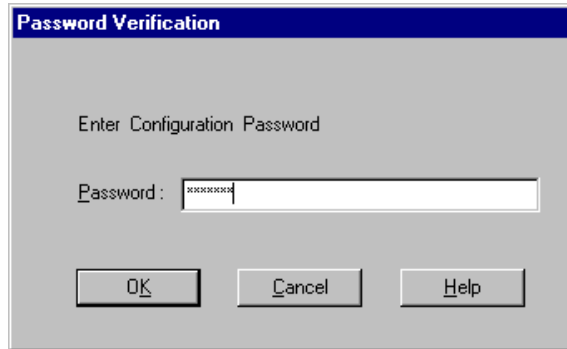 Password Verification
Enter Configuration Password
Password : *******
OK Cancel Help